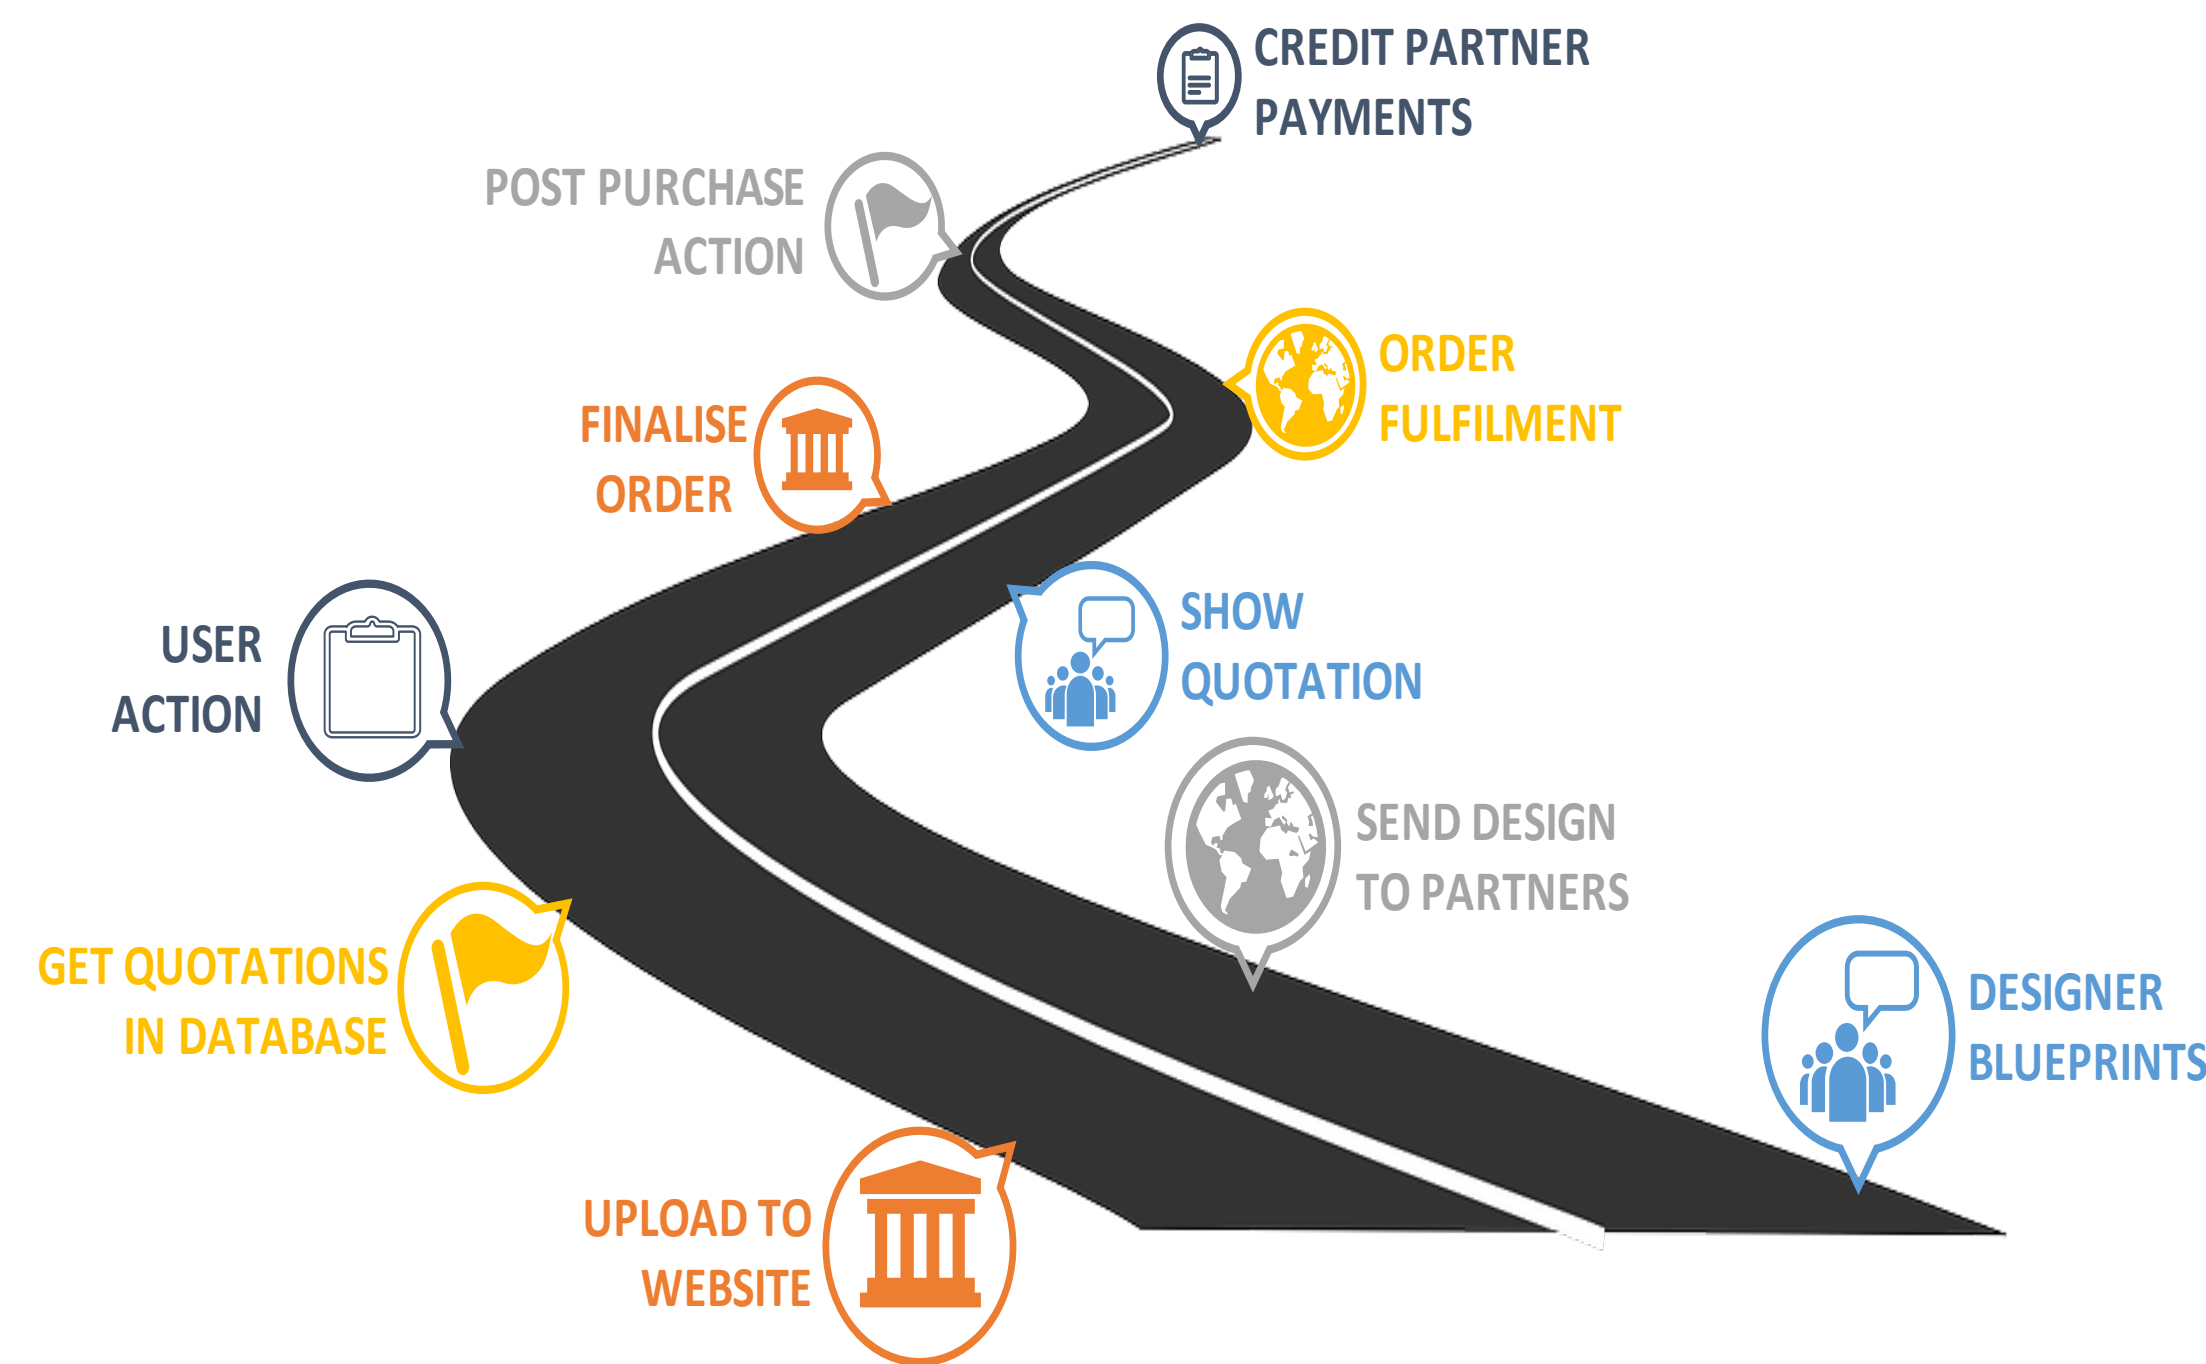 CREDIT PARTNER
PAYMENTS
POST PURCHASE
ACTION
ORDER
FULFILMENT
FINALISE
ORDER
SHOW
QUOTATION
USER
ACTION
SEND DESIGN
TO PARTNERS
GET QUOTATIONS
IN DATABASE
DESIGNER
BLUEPRINTS
UPLOAD TO
WEBSITE